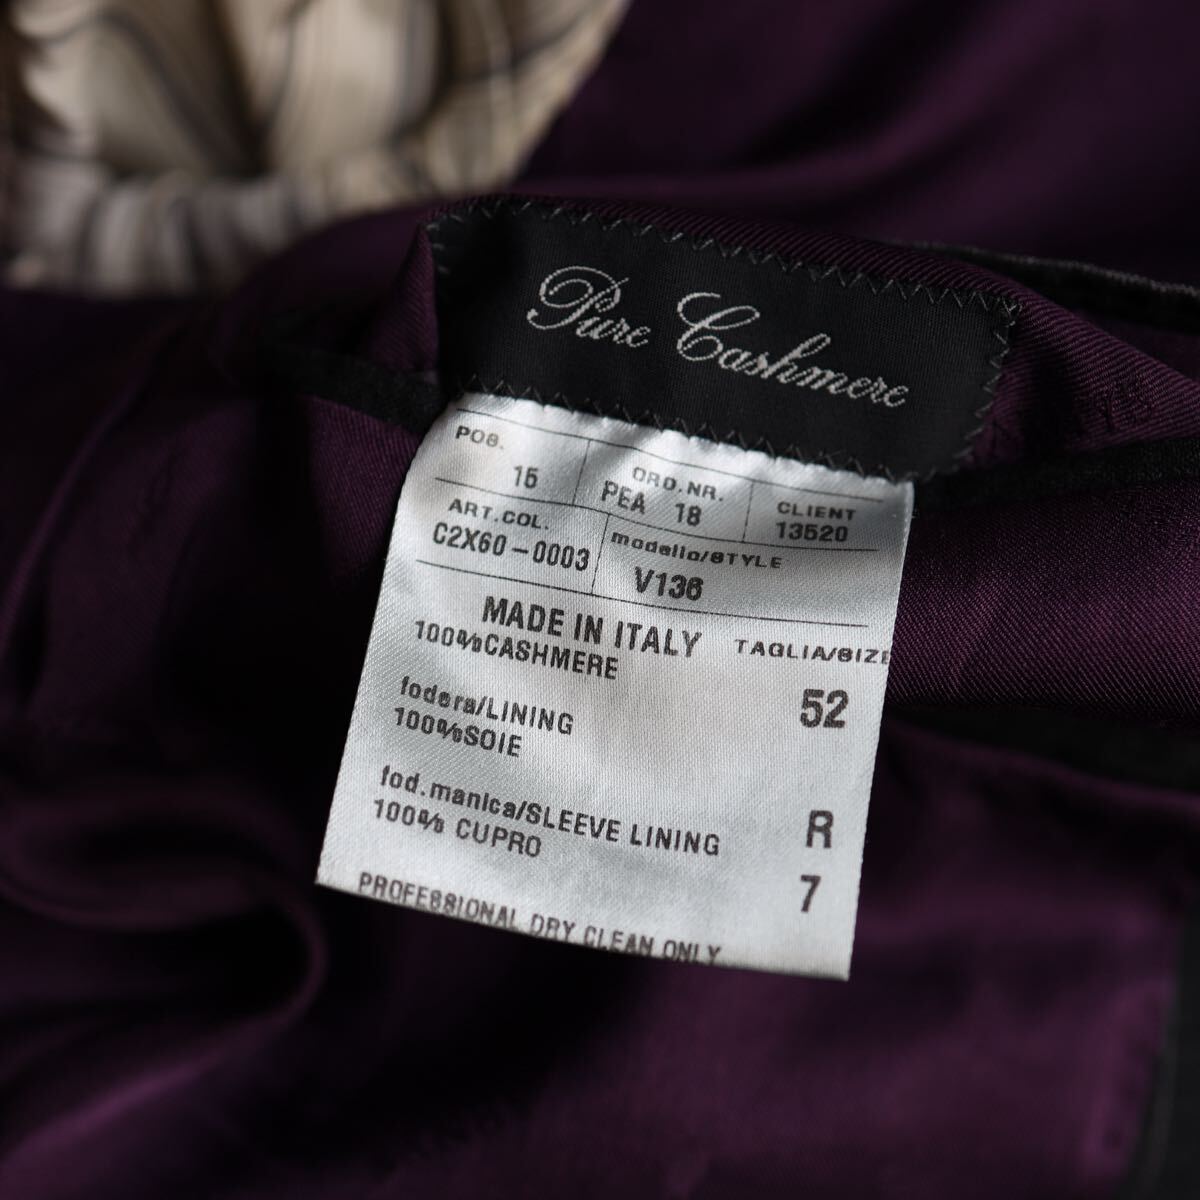 Pure Cashmere
POS. ORD.NR. CLIENT
15 PEA 18 13520
ART.COL. modello/STYLE
C2X60-0003 V136
MADE IN ITALY TAGLIA/SIZE
100%CASHMERE
fodera/LINING 52
100%SOIE
fod.manica/SLEEVE LINING R
100% CUPRO
7
PROFESSIONAL DRY CLEAN ONLY